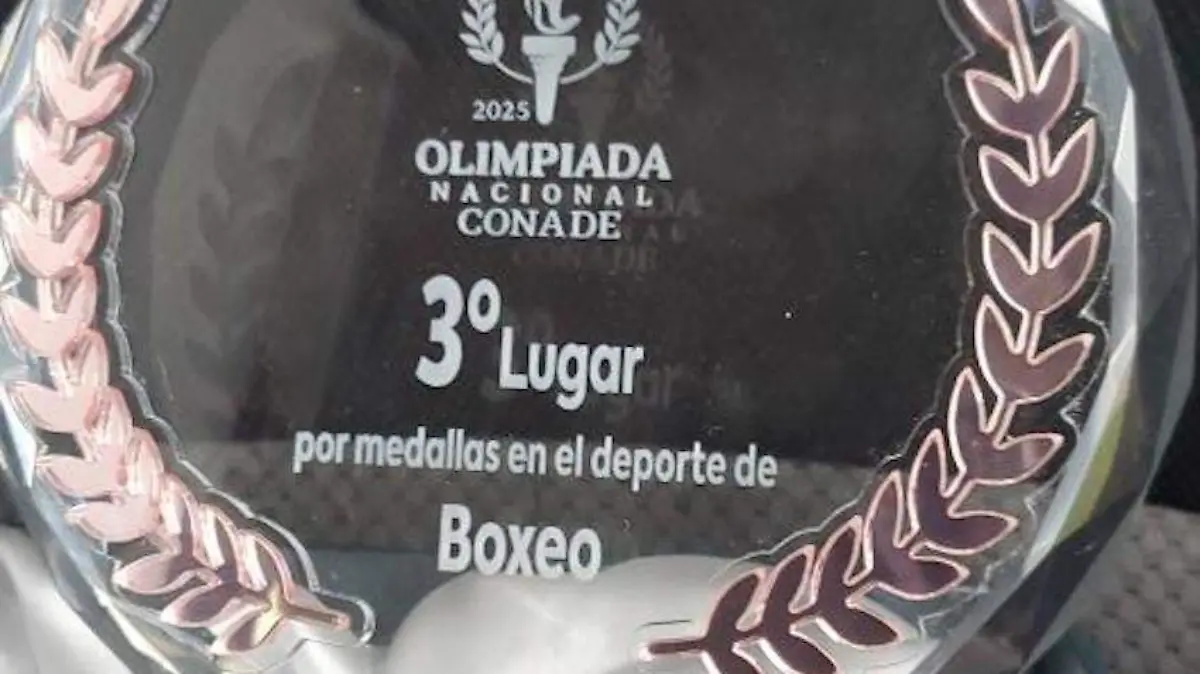 2025
OLIMPIADA
NACIONAL
CONADE
3º Lugar
por medallas en el deporte de
Boxeo